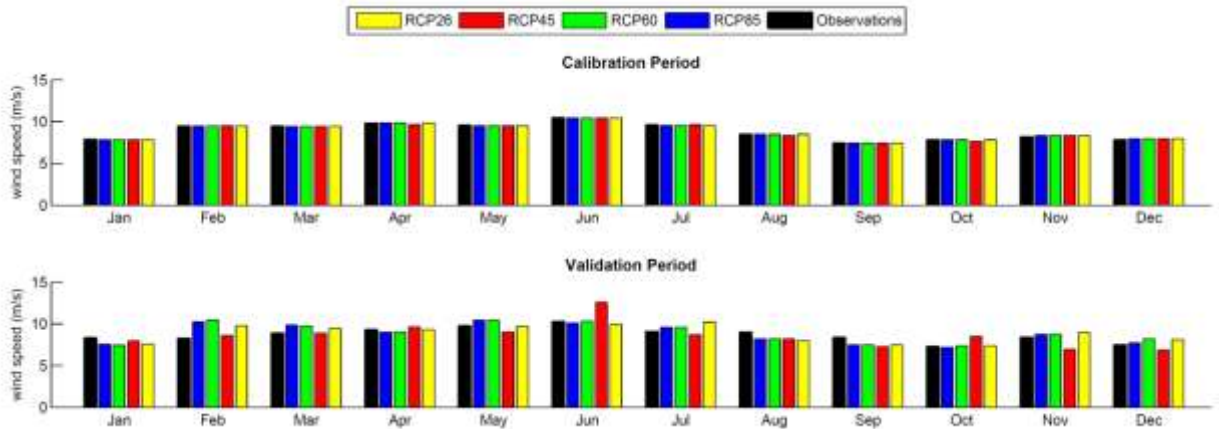 RCP26 RCP45 RCP60 RCP85 Observations
Calibration Period
wind speed (m/s)
15
10
5
0
Jan Feb Mar Apr May Jun Jul Aug Sep Oct Nov Dec
Validation Period
wind speed (m/s)
15
10
5
0
Jan Feb Mar Apr May Jun Jul Aug Sep Oct Nov Dec